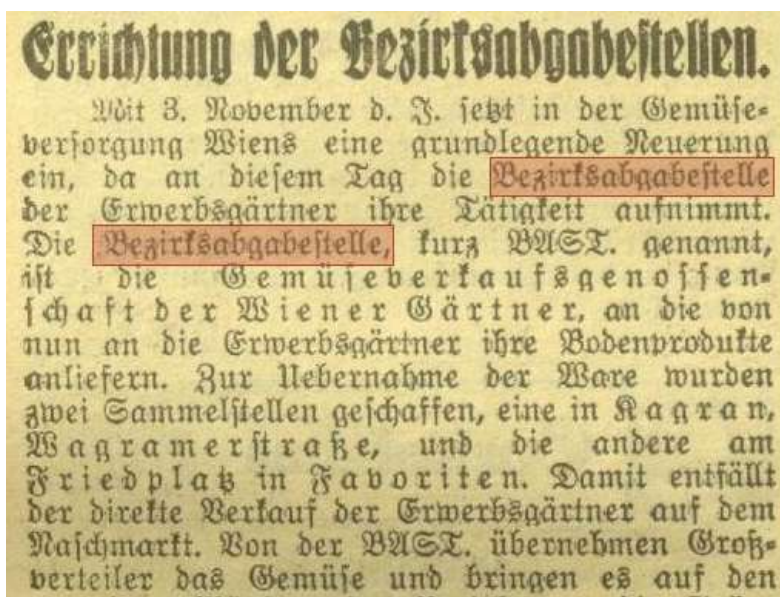 Errichtung der Bezirksabgabestellen.
Mit 3. November d. J. setzt in der Gemüse-
versorgung Wiens eine grundlegende Neuerung
ein, da an diesem Tag die Bezirksabgabestelle
der Erwerbsgärtner ihre Tätigkeit aufnimmt.
Die Bezirksabgabestelle, kurz BAST. genannt,
ist die Gemüseverkaufsgenossen-
schaft der Wiener Gärtner, an die von
nun an die Erwerbsgärtner ihre Bodenprodukte
anliefern. Zur Uebernahme der Ware wurden
zwei Sammelstellen geschaffen, eine in Kagran,
Wagramerstraße, und die andere am
Friedplatz in Favoriten. Damit entfällt
der direkte Verkauf der Erwerbsgärtner auf dem
Naschmarkt. Von der BAST. übernehmen Groß-
verteiler das Gemüse und bringen es auf den